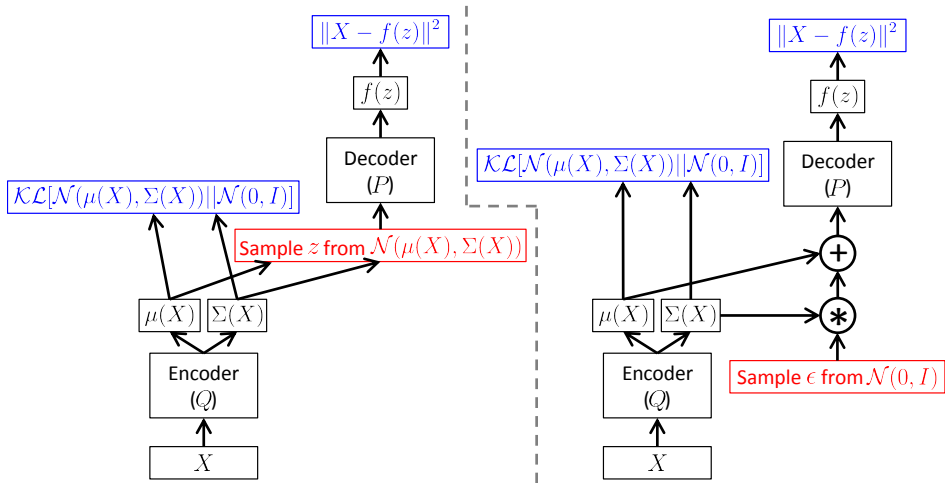 ‖X − f(z)‖²
f(z)
Decoder
(P)
𝒦ℒ[𝒩(μ(X), Σ(X))||𝒩(0, I)]
Sample z from 𝒩(μ(X), Σ(X))
μ(X)
Σ(X)
Encoder
(Q)
X
‖X − f(z)‖²
f(z)
Decoder
(P)
𝒦ℒ[𝒩(μ(X), Σ(X))||𝒩(0, I)]
+
μ(X)
Σ(X)
*
Sample ϵ from 𝒩(0, I)
Encoder
(Q)
X